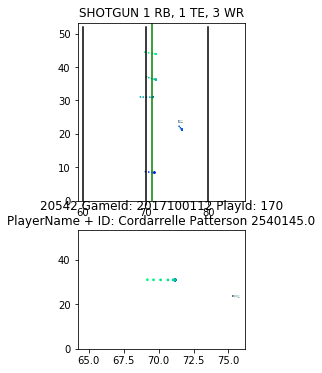 SHOTGUN 1 RB, 1 TE, 3 WR
50
40
30
20
10
0
60 70 80
20542 GameId: 2017100112 PlayId: 170
PlayerName + ID: Cordarrelle Patterson 2540145.0
40
20
0
65.0 67.5 70.0 72.5 75.0